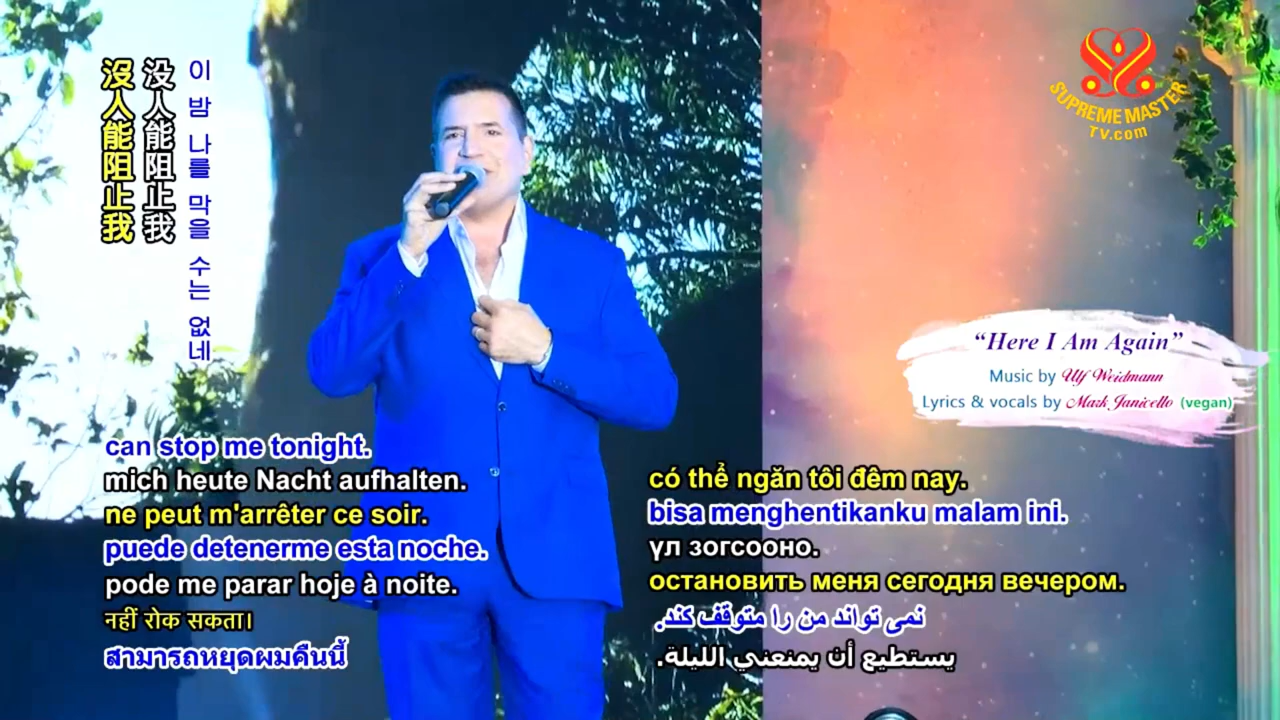 沒人能阻止我
没人能阻止我
이 밤 나를 막을 수는 없네
SUPREME MASTER
TV.com
“Here I Am Again”
Music by Ulf Weidmann
Lyrics & vocals by Mark Janicello (vegan)
can stop me tonight.
mich heute Nacht aufhalten.
ne peut m'arrêter ce soir.
puede detenerme esta noche.
pode me parar hoje à noite.
नहीं रोक सकता।
สามารถหยุดผมคืนนี้
có thể ngăn tôi đêm nay.
bisa menghentikanku malam ini.
үл зогсооно.
остановить меня сегодня вечером.
نمی تواند من را متوقف کند.
يستطيع أن يمنعني الليلة.